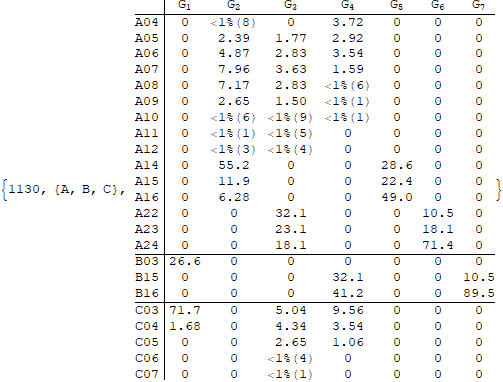 G1 G2 G3 G4 G5 G6 G7
A04 0 <1%(8) 0 3.72 0 0 0
A05 0 2.39 1.77 2.92 0 0 0
A06 0 4.87 2.83 3.54 0 0 0
A07 0 7.96 3.63 1.59 0 0 0
A08 0 7.17 2.83 <1%(6) 0 0 0
A09 0 2.65 1.50 <1%(1) 0 0 0
A10 0 <1%(6) <1%(9) <1%(1) 0 0 0
A11 0 <1%(1) <1%(5) 0 0 0 0
A12 0 <1%(3) <1%(4) 0 0 0 0
A14 0 55.2 0 0 28.6 0 0
A15 0 11.9 0 0 22.4 0 0
{1130, {A, B, C}, A16 0 6.28 0 0 49.0 0 0 }
A22 0 0 32.1 0 0 10.5 0
A23 0 0 23.1 0 0 18.1 0
A24 0 0 18.1 0 0 71.4 0
B03 26.6 0 0 0 0 0 0
B15 0 0 0 32.1 0 0 10.5
B16 0 0 0 41.2 0 0 89.5
C03 71.7 0 5.04 9.56 0 0 0
C04 1.68 0 4.34 3.54 0 0 0
C05 0 0 2.65 1.06 0 0 0
C06 0 0 <1%(4) 0 0 0 0
C07 0 0 <1%(1) 0 0 0 0